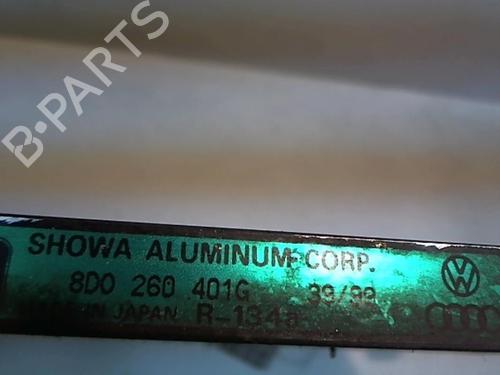 B-PARTS
SHOWA ALUMINUM CORP.
8D0 260 401G 39/99
IN JAPAN R-134a